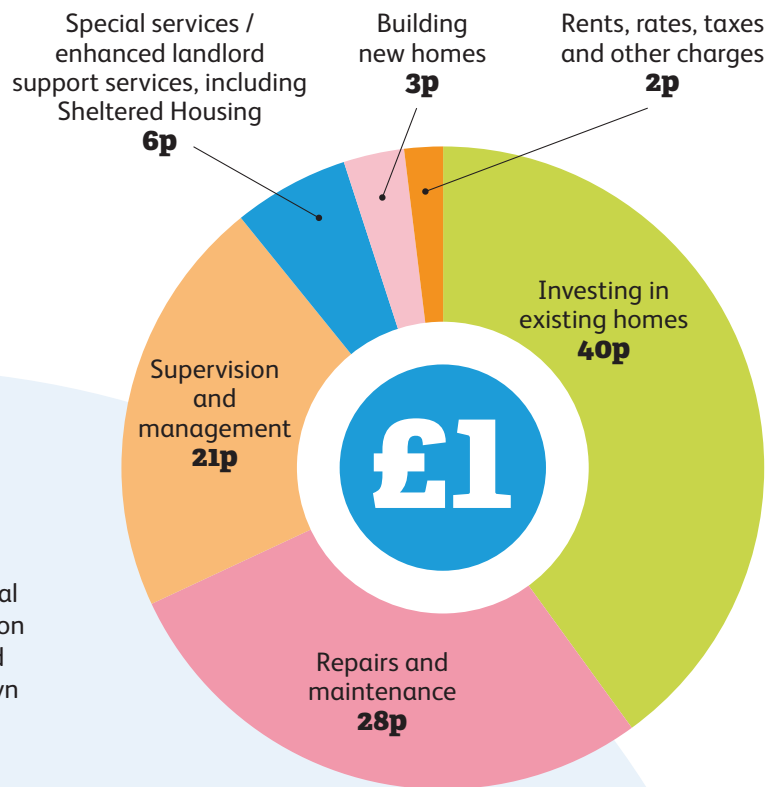 Special services /
enhanced landlord
support services, including
Sheltered Housing
6p
Building
new homes
3p
Rents, rates, taxes
and other charges
2p
Investing in
existing homes
40p
Supervision
and
management
21p
£1
Repairs and
maintenance
28p